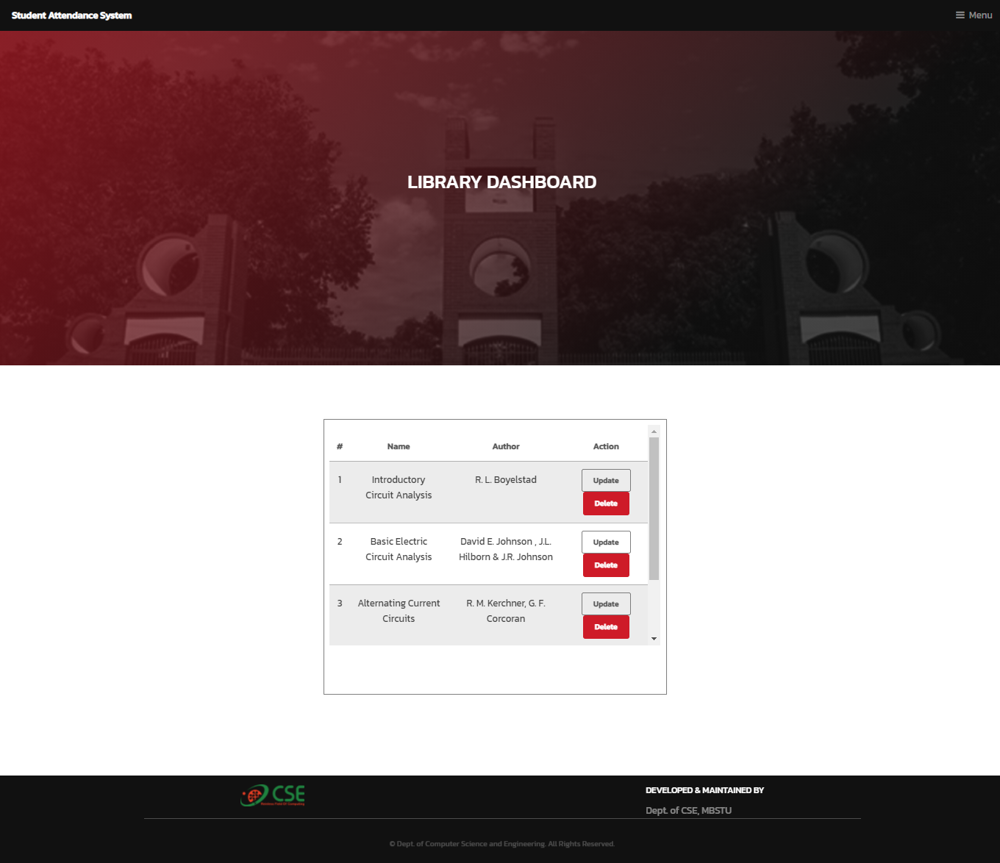 Student Attendance System
Menu
LIBRARY DASHBOARD
# Name Author Action
1 Introductory R. L. Boyelstad Update
Circuit Analysis Delete
2 Basic Electric David E. Johnson , J.L. Update
Circuit Analysis Hilborn & J.R. Johnson Delete
3 Alternating Current R. M. Kerchner, G. F. Update
Circuits Corcoran Delete
CSE
DEVELOPED & MAINTAINED BY
Dept. of CSE, MBSTU
© Dept. of Computer Science and Engineering. All Rights Reserved.